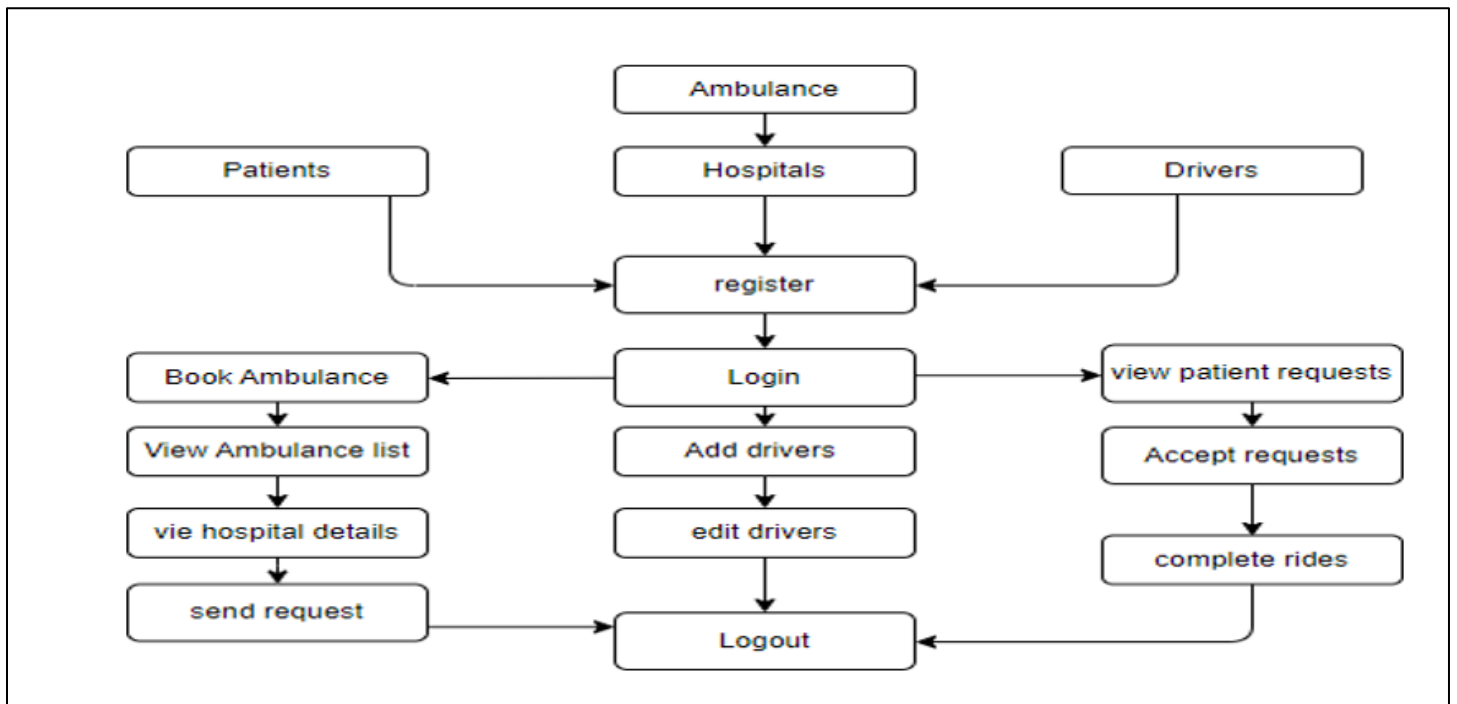 Ambulance
Patients
Hospitals
Drivers
register
Book Ambulance
Login
view patient requests
View Ambulance list
Add drivers
Accept requests
vie hospital details
edit drivers
complete rides
send request
Logout